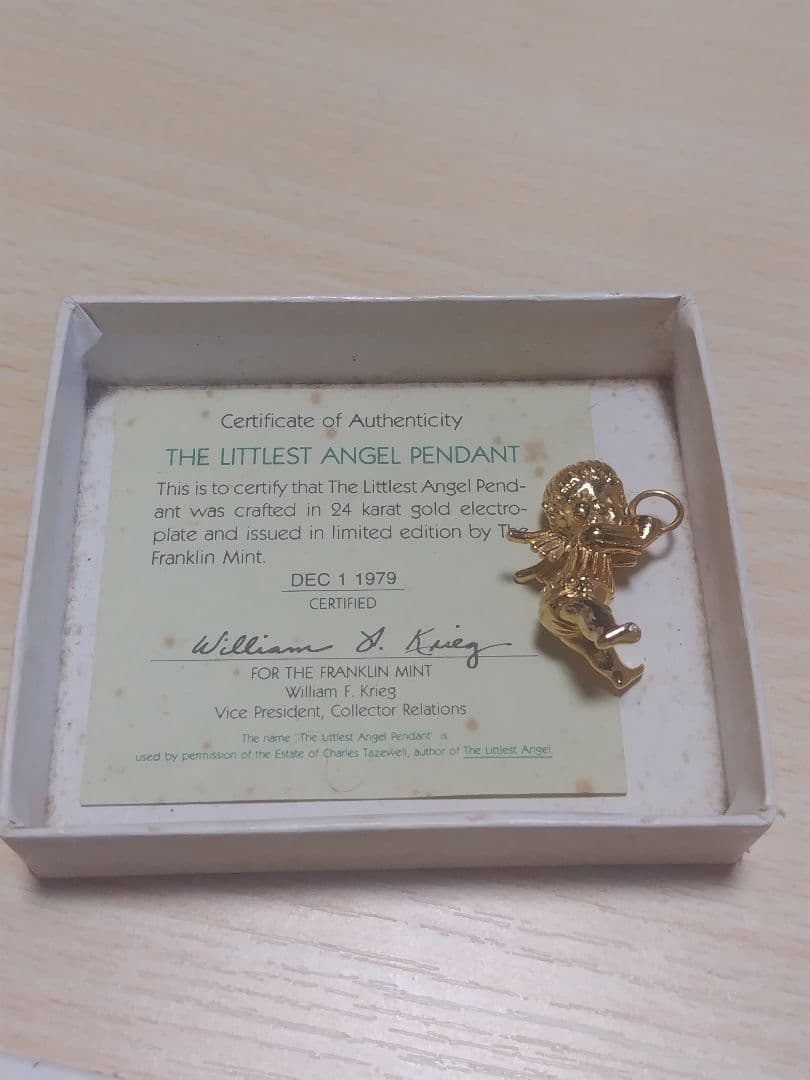 Certificate of Authenticity
THE LITTLEST ANGEL PENDANT
This is to certify that The Littlest Angel Pend-
ant was crafted in 24 karat gold electro-
plate and issued in limited edition by The
Franklin Mint.
DEC 1 1979
CERTIFIED
William F. Krieg
FOR THE FRANKLIN MINT
William F. Krieg
Vice President, Collector Relations
The name 'The Littlest Angel Pendant' is
used by permission of the Estate of Charles Tazewell, author of The Littlest Angel.